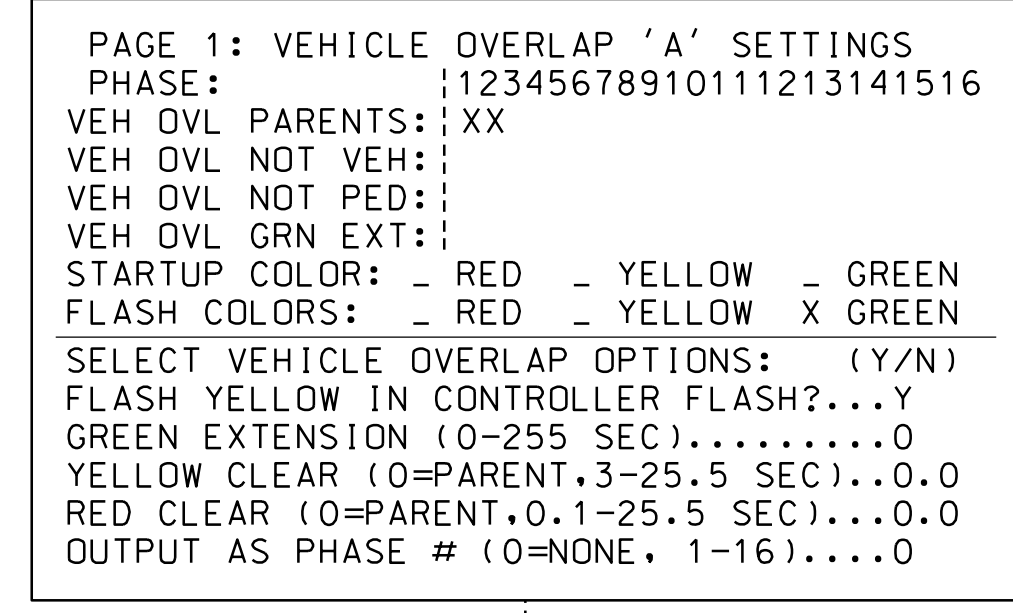 PAGE 1: VEHICLE OVERLAP 'A' SETTINGS
PHASE: ¦12345678910111213141516
VEH OVL PARENTS:¦XX
VEH OVL NOT VEH:¦
VEH OVL NOT PED:¦
VEH OVL GRN EXT:¦
STARTUP COLOR: _ RED _ YELLOW _ GREEN
FLASH COLORS: _ RED _ YELLOW X GREEN
SELECT VEHICLE OVERLAP OPTIONS: (Y/N)
FLASH YELLOW IN CONTROLLER FLASH?...Y
GREEN EXTENSION (0-255 SEC).........0
YELLOW CLEAR (0=PARENT,3-25.5 SEC)..0.0
RED CLEAR (0=PARENT,0.1-25.5 SEC)...0.0
OUTPUT AS PHASE # (0=NONE, 1-16)....0